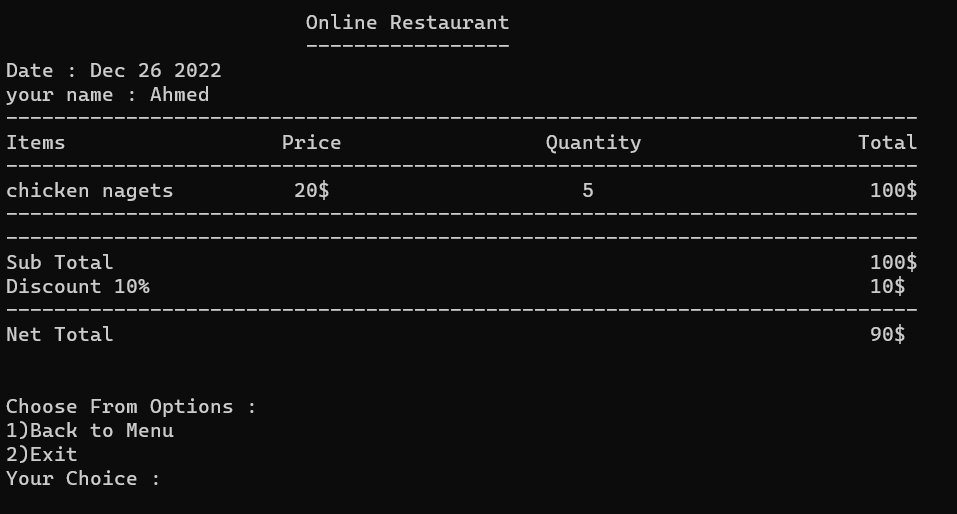 Online Restaurant
-----------------
Date : Dec 26 2022
your name : Ahmed
----------------------------------------------------------------------------
Items                  Price                 Quantity                  Total
----------------------------------------------------------------------------
chicken nagets          20$                     5                       100$
----------------------------------------------------------------------------
----------------------------------------------------------------------------
Sub Total                                                               100$
Discount 10%                                                            10$
----------------------------------------------------------------------------
Net Total                                                               90$
Choose From Options :
1)Back to Menu
2)Exit
Your Choice :